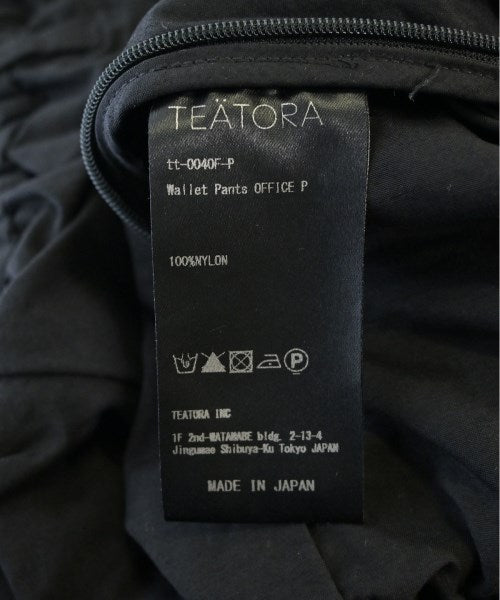 TEÄTORA
tt-004OF-P
Wallet Pants OFFICE P
100%NYLON
P
TEATORA INC
1F 2nd-WATANABE bldg. 2-13-4
Jingumae Shibuya-Ku Tokyo JAPAN
MADE IN JAPAN